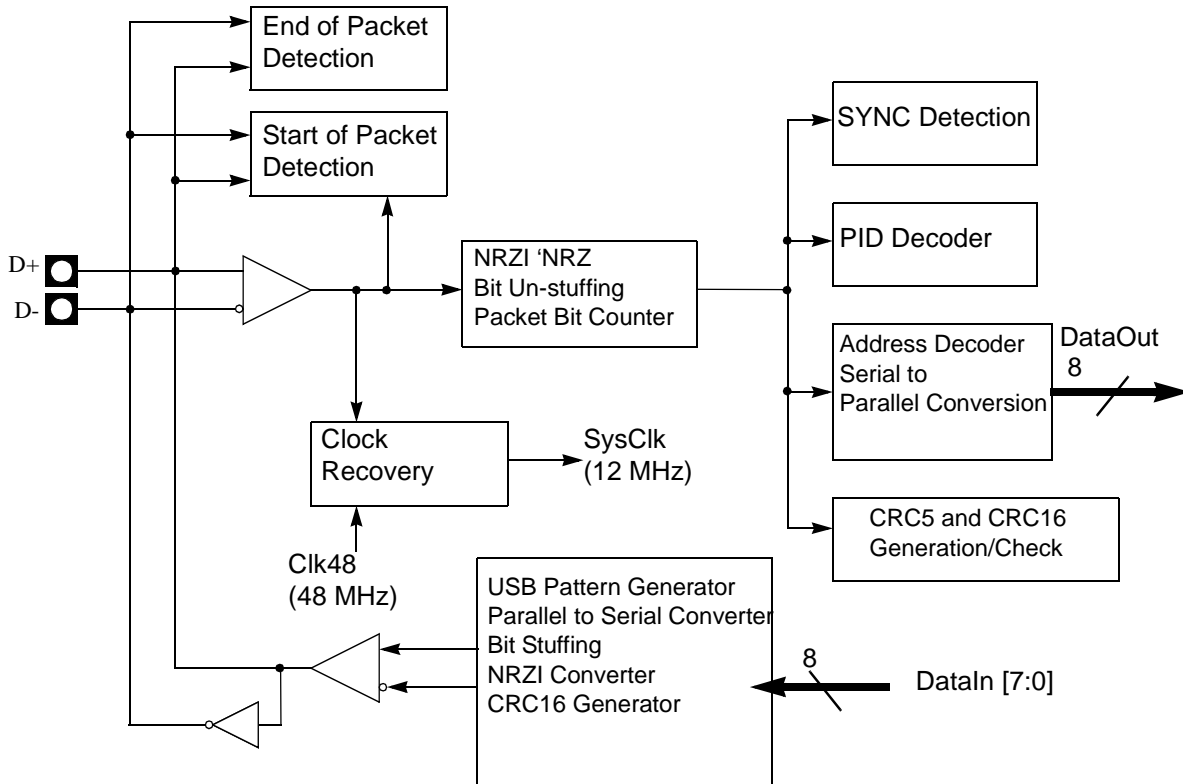 End of Packet
Detection
Start of Packet
Detection
SYNC Detection
PID Decoder
D+
D-
NRZI ‘NRZ
Bit Un-stuffing
Packet Bit Counter
Address Decoder
Serial to
Parallel Conversion
DataOut
8
Clock
Recovery
SysClk
(12 MHz)
CRC5 and CRC16
Generation/Check
Clk48
(48 MHz)
USB Pattern Generator
Parallel to Serial Converter
Bit Stuffing
NRZI Converter
CRC16 Generator
8
DataIn [7:0]